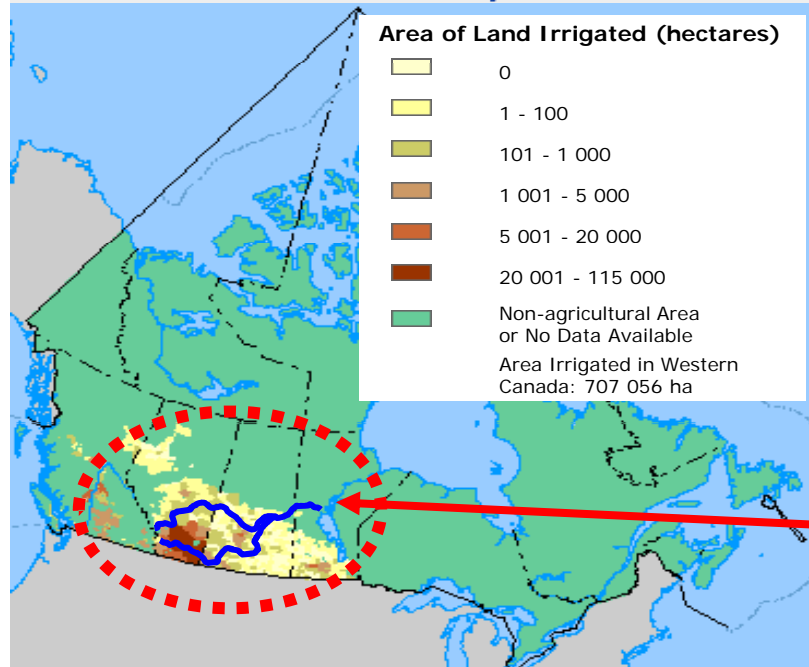 Area of Land Irrigated (hectares)
0
1 - 100
101 - 1 000
1 001 - 5 000
5 001 - 20 000
20 001 - 115 000
Non-agricultural Area
or No Data Available
Area Irrigated in Western
Canada: 707 056 ha